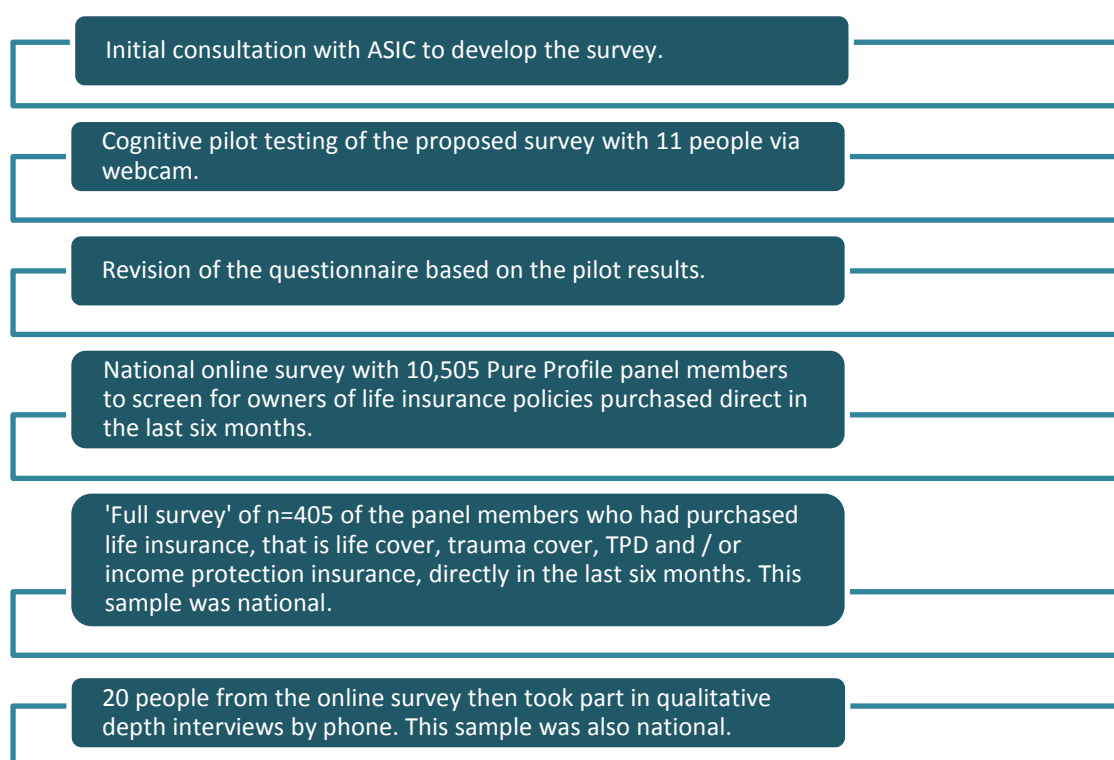 Initial consultation with ASIC to develop the survey.
Cognitive pilot testing of the proposed survey with 11 people via
webcam.
Revision of the questionnaire based on the pilot results.
National online survey with 10,505 Pure Profile panel members
to screen for owners of life insurance policies purchased direct in
the last six months.
'Full survey' of n=405 of the panel members who had purchased
life insurance, that is life cover, trauma cover, TPD and / or
income protection insurance, directly in the last six months. This
sample was national.
20 people from the online survey then took part in qualitative
depth interviews by phone. This sample was also national.